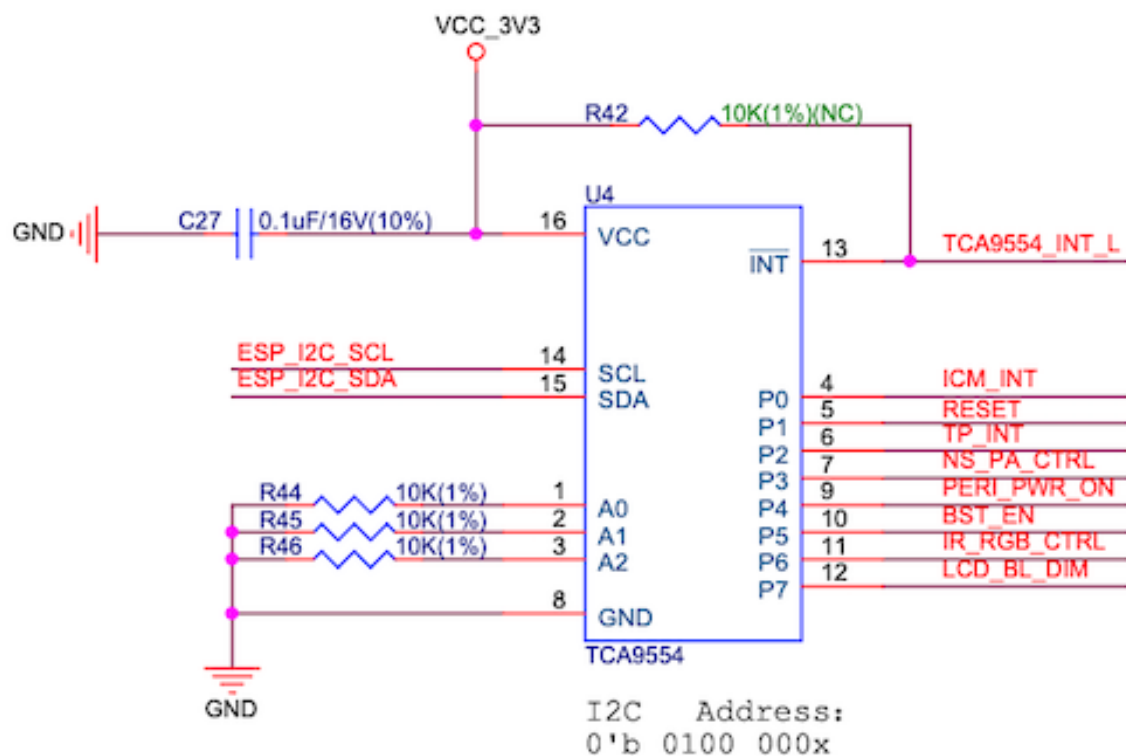 VCC_3V3
R42 10K(1%)(NC)
U4
GND C27 0.1uF/16V(10%) 16 VCC
INT 13 TCA9554_INT_L
ESP_I2C_SCL 14 SCL
ESP_I2C_SDA 15 SDA
P0 4 ICM_INT
P1 5 RESET
P2 6 TP_INT
P3 7 NS_PA_CTRL
P4 9 PERI_PWR_ON
P5 10 BST_EN
P6 11 IR_RGB_CTRL
P7 12 LCD_BL_DIM
R44 10K(1%) 1 A0
R45 10K(1%) 2 A1
R46 10K(1%) 3 A2
8 GND
TCA9554
GND
I2C Address:
0'b 0100 000x